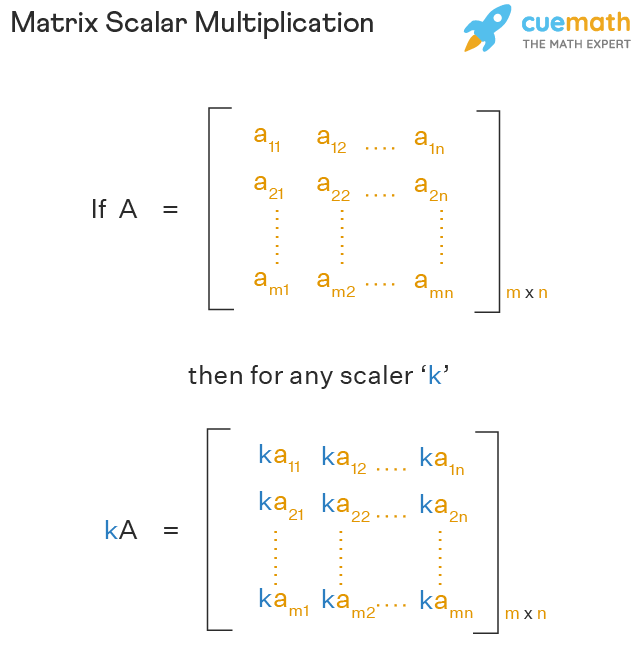 Matrix Scalar Multiplication
cuemath
THE MATH EXPERT
a₁₁ a₁₂ .... a₁ₙ
a₂₁ a₂₂ .... a₂ₙ
If A =
aₘ₁ aₘ₂ .... aₘₙ
m x n
then for any scaler ‘k’
ka₁₁ ka₁₂ .... ka₁ₙ
ka₂₁ ka₂₂ .... ka₂ₙ
kA =
kaₘ₁ kaₘ₂ .... kaₘₙ
m x n